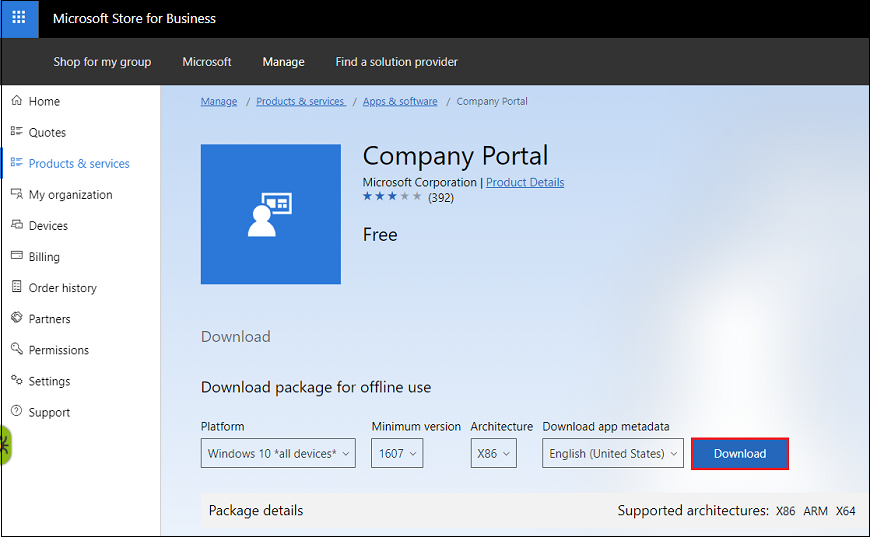 Microsoft Store for Business
Shop for my group Microsoft Manage Find a solution provider
Home
Quotes
Products & services
My organization
Devices
Billing
Order history
Partners
Permissions
Settings
Support
Manage / Products & services / Apps & software / Company Portal
Company Portal
Microsoft Corporation | Product Details
(392)
Free
Download
Download package for offline use
Platform Minimum version Architecture Download app metadata
Windows 10 *all devices* 1607 X86 English (United States) Download
Package details Supported architectures: X86 ARM X64